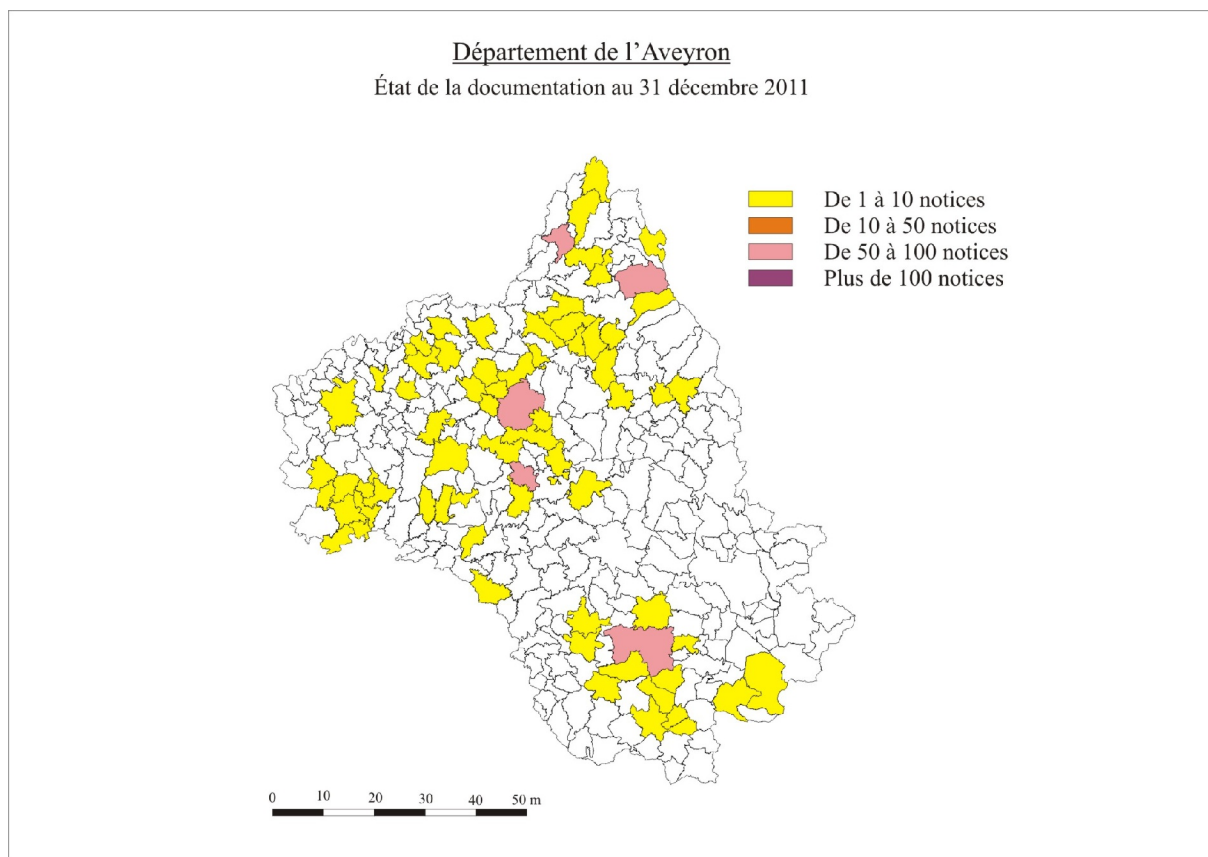 Département de l’Aveyron
État de la documentation au 31 décembre 2011
De 1 à 10 notices
De 10 à 50 notices
De 50 à 100 notices
Plus de 100 notices
0 10 20 30 40 50 m